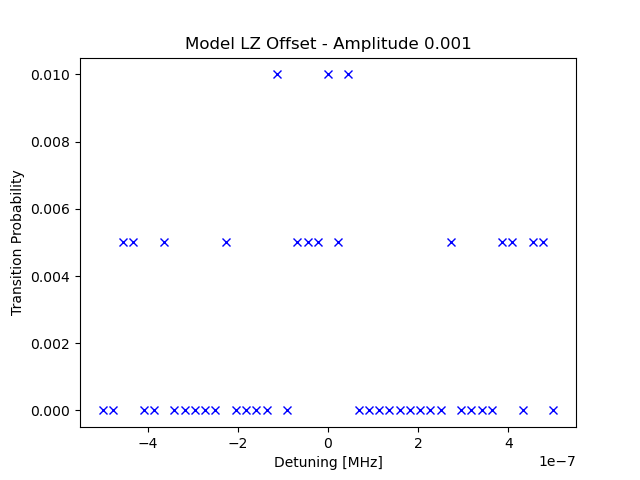 Model LZ Offset - Amplitude 0.001
0.010
0.008
0.006
0.004
0.002
0.000
Transition Probability
−4
−2
0
2
4
1e−7
Detuning [MHz]